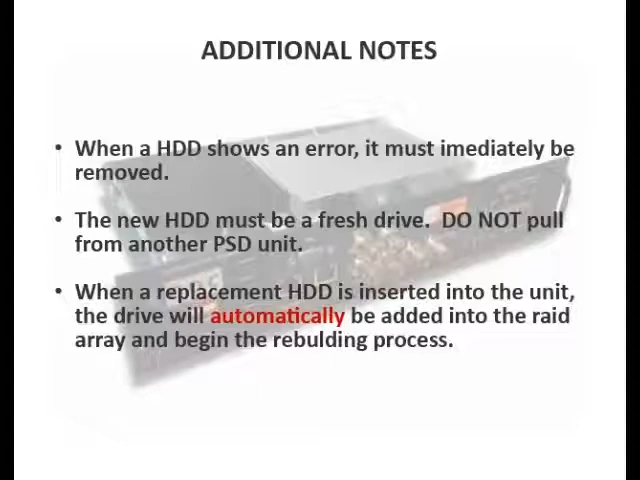 ADDITIONAL NOTES
• When a HDD shows an error, it must imediately be
removed.
• The new HDD must be a fresh drive.  DO NOT pull
from another PSD unit.
• When a replacement HDD is inserted into the unit,
the drive will automatically be added into the raid
array and begin the rebulding process.